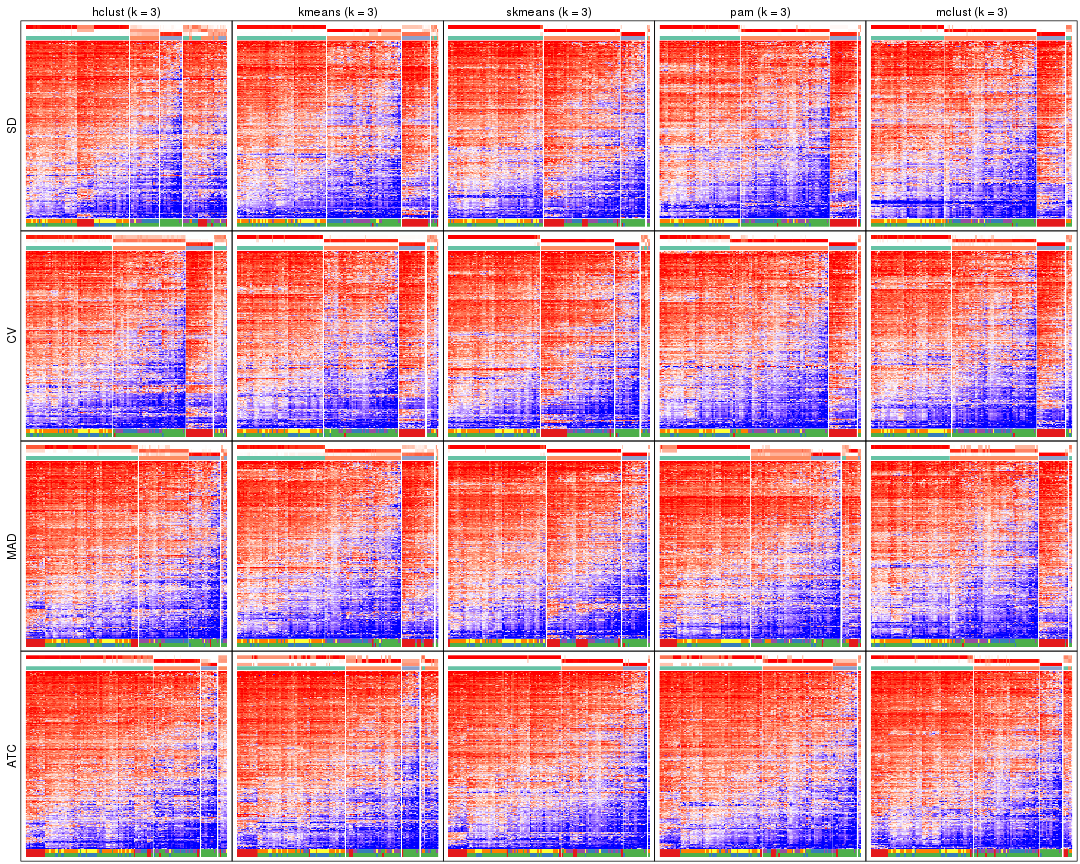 hclust (k = 3)
kmeans (k = 3)
skmeans (k = 3)
pam (k = 3)
mclust (k = 3)
SD
CV
MAD
ATC